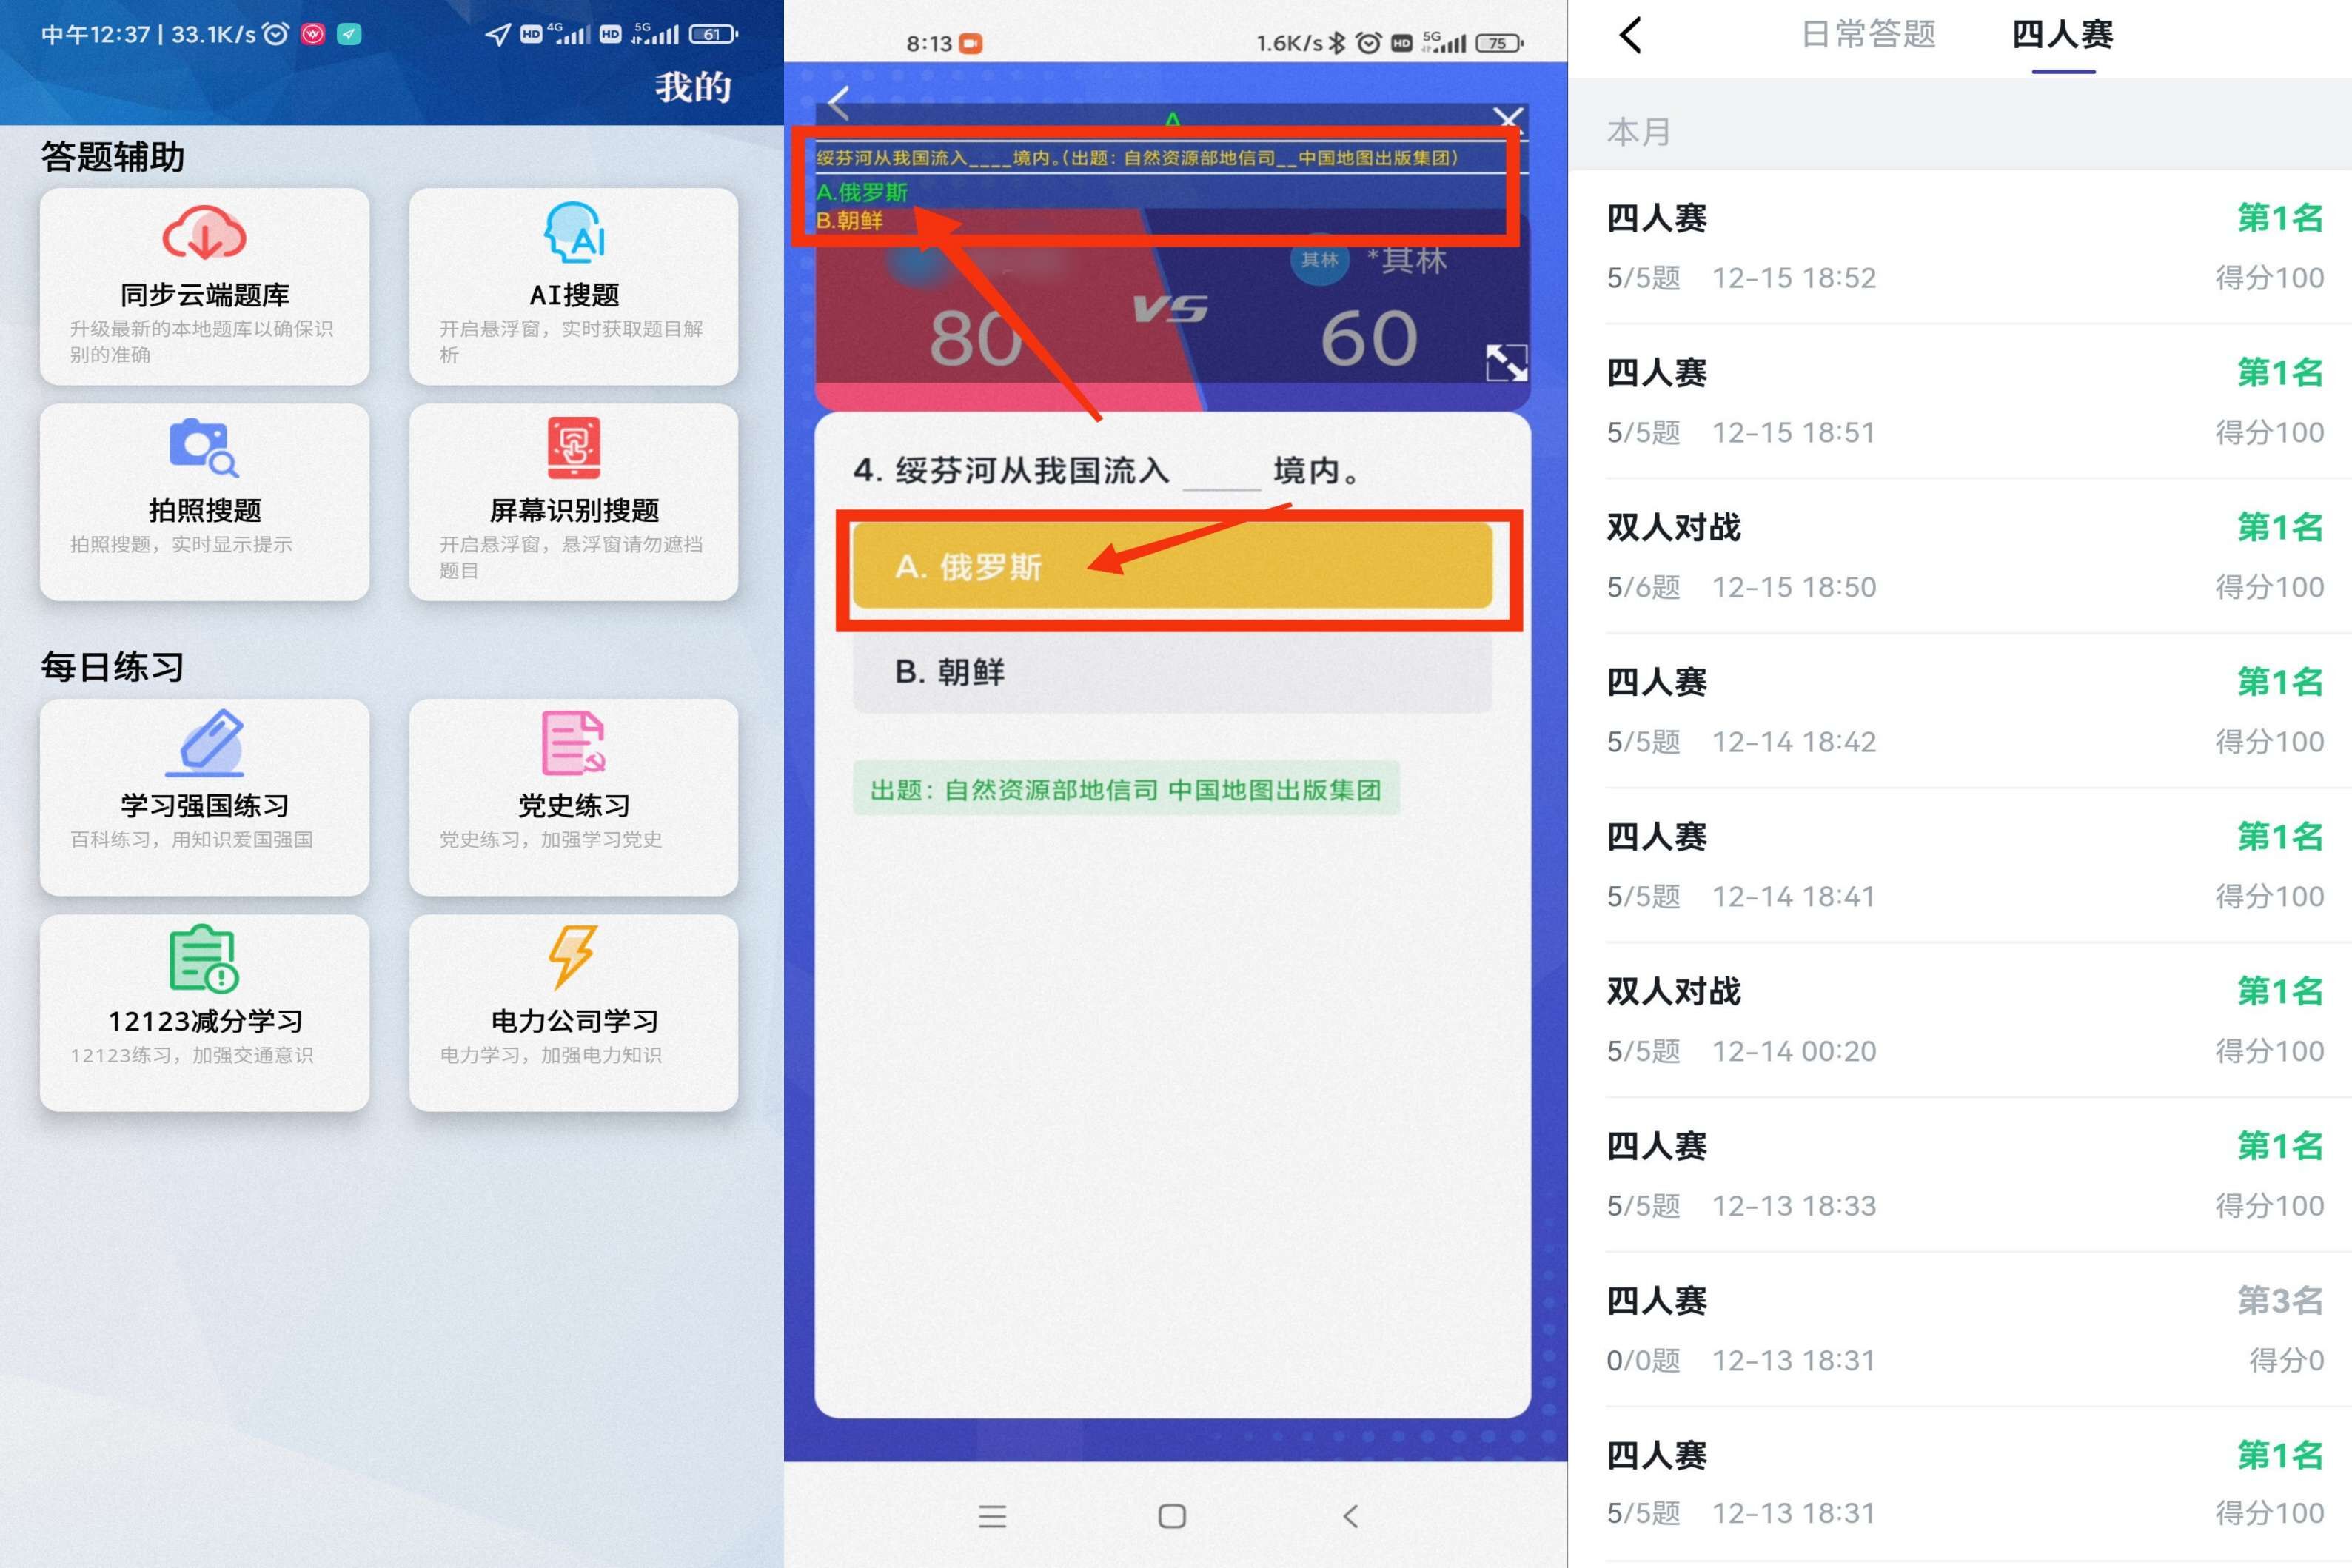 中午12:37 | 33.1K/s
HD 4G HD 5G 61
我的
答题辅助
同步云端题库
升级最新的本地题库以确保识
别的准确
AI
AI搜题
开启悬浮窗，实时获取题目解
析
拍照搜题
拍照搜题，实时显示提示
屏幕识别搜题
开启悬浮窗，悬浮窗请勿遮挡
题目
每日练习
学习强国练习
百科练习，用知识爱国强国
党史练习
党史练习，加强学习党史
12123减分学习
12123练习，加强交通意识
电力公司学习
电力学习，加强电力知识
8:13
1.6K/s HD 5G 75
A
绥芬河从我国流入____境内。(出题：自然资源部地信司__中国地图出版集团)
A.俄罗斯
B.朝鲜
其林 *其林
80 VS 60
4. 绥芬河从我国流入 ____ 境内。
A. 俄罗斯
B. 朝鲜
出题：自然资源部地信司 中国地图出版集团
日常答题 四人赛
本月
四人赛 第1名
5/5题 12-15 18:52 得分100
四人赛 第1名
5/5题 12-15 18:51 得分100
双人对战 第1名
5/6题 12-15 18:50 得分100
四人赛 第1名
5/5题 12-14 18:42 得分100
四人赛 第1名
5/5题 12-14 18:41 得分100
双人对战 第1名
5/5题 12-14 00:20 得分100
四人赛 第1名
5/5题 12-13 18:33 得分100
四人赛 第3名
0/0题 12-13 18:31 得分0
四人赛 第1名
5/5题 12-13 18:31 得分100